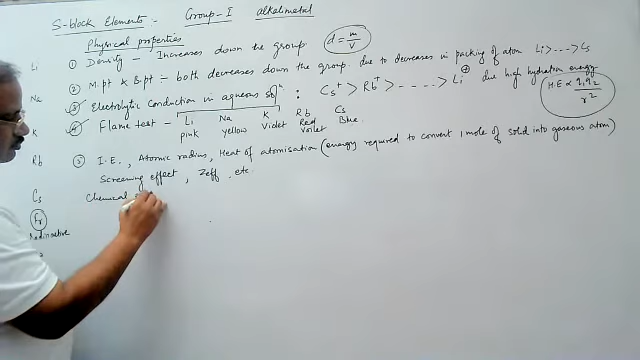 S-block Elements- Group-I alkalimetal
Physical properties
Li ① Density - Increases down the group. d = m/V
Na ② M.pt & B.pt = both decreases down the group. due to decreases in packing of atom Li > ....> Cs
③ Electrolytic Conduction in aqueous solⁿ : Cs⁺ > Rb⁺ > ..... > Li⁺ due high hydration energy
H.E ∝ q₁q₂/r²
K ④ Flame test - Li Na K Rb Cs
pink yellow Violet Red Violet Blue.
Rb ⑤ I.E., Atomic radius, Heat of atomisation (energy required to convert 1 mole of solid into gaseous atom)
Screening effect, Zeff, etc.
Cs Chemical
Fr
Radioactive